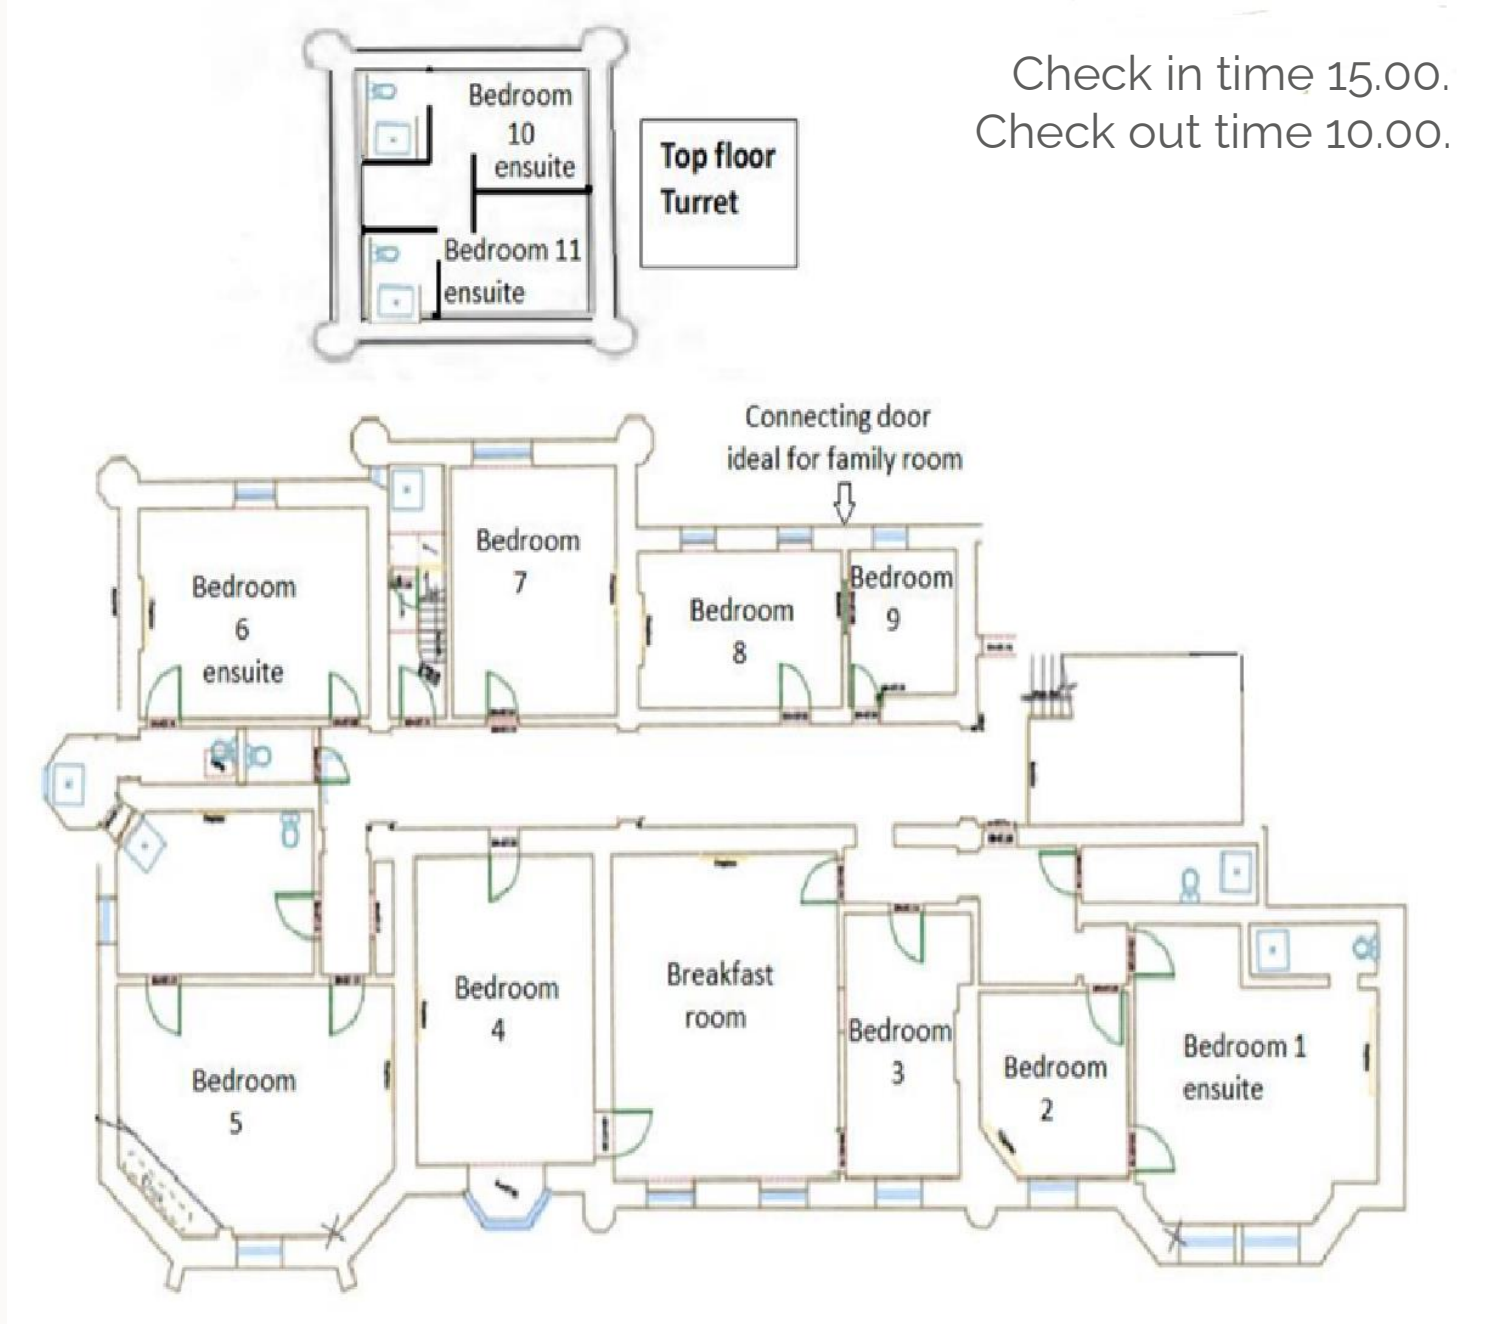 Check in time 15.00.
Check out time 10.00.
Bedroom
10
ensuite
Top floor
Turret
Bedroom 11
ensuite
Connecting door
ideal for family room
Bedroom
6
ensuite
Bedroom
7
Bedroom
8
Bedroom
9
Bedroom
5
Bedroom
4
Breakfast
room
Bedroom
3
Bedroom
2
Bedroom 1
ensuite